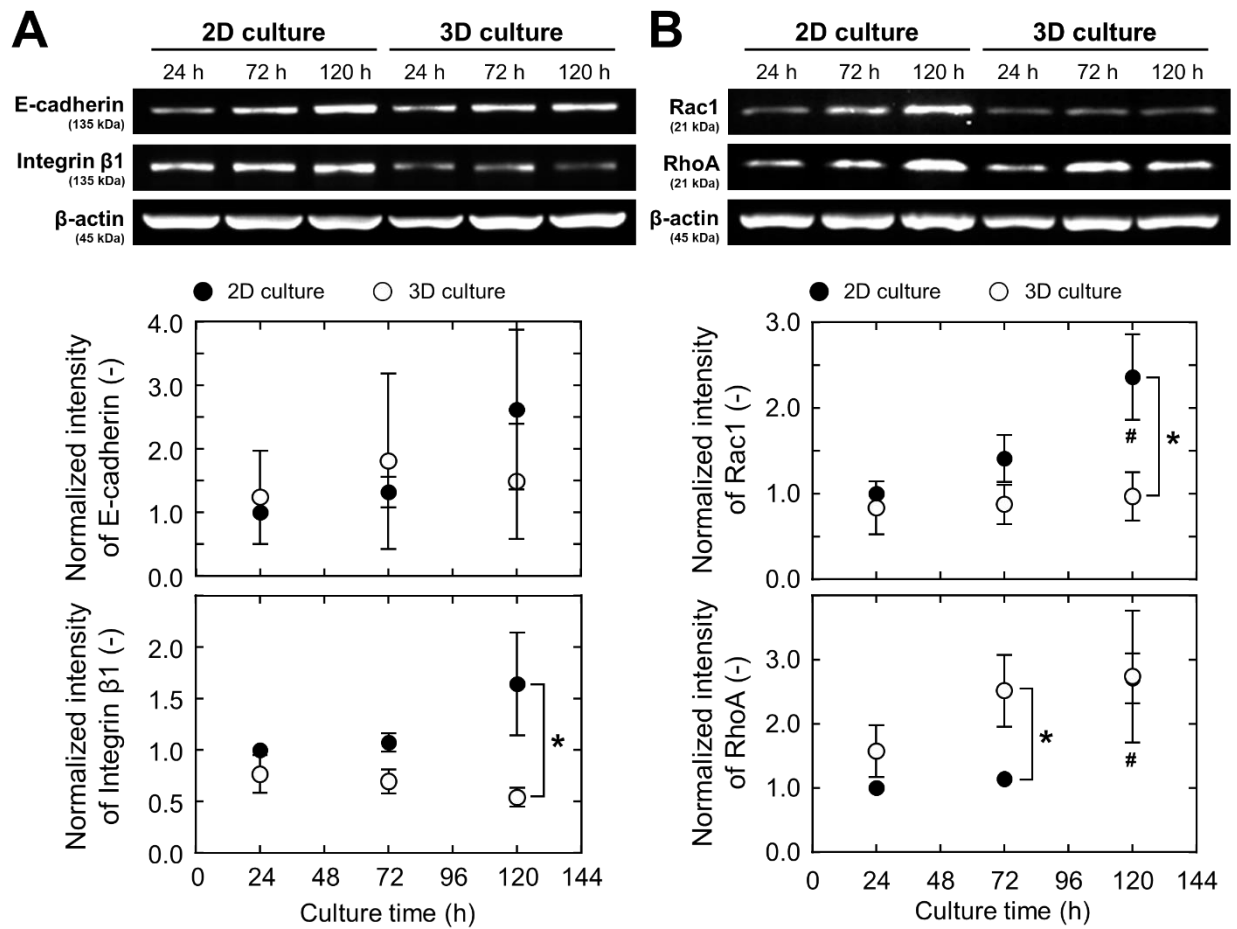 A
2D culture 3D culture
24 h 72 h 120 h 24 h 72 h 120 h
E-cadherin
(135 kDa)
Integrin β1
(135 kDa)
β-actin
(45 kDa)
2D culture 3D culture
Normalized intensity
of E-cadherin (-)
4.0
3.0
2.0
1.0
0.0
Normalized intensity
of Integrin β1 (-)
2.0
1.0
0.5
0.0
*
0 24 48 72 96 120 144
Culture time (h)
B
2D culture 3D culture
24 h 72 h 120 h 24 h 72 h 120 h
Rac1
(21 kDa)
RhoA
(21 kDa)
β-actin
(45 kDa)
2D culture 3D culture
Normalized intensity
of Rac1 (-)
3.0
2.0
1.0
0.0
# *
Normalized intensity
of RhoA (-)
3.0
2.0
1.0
0.0
*
#
0 24 48 72 96 120 144
Culture time (h)